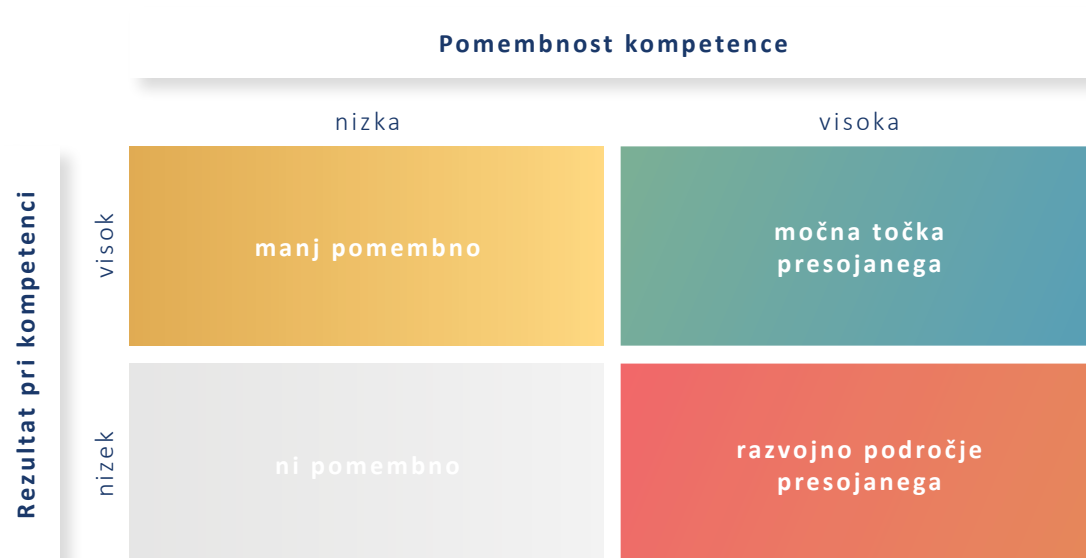 Pomembnost kompetence
nizka
visoka
Rezultat pri kompetenci
visok
manj pomembno
močna točka
presojanega
nizek
ni pomembno
razvojno področje
presojanega